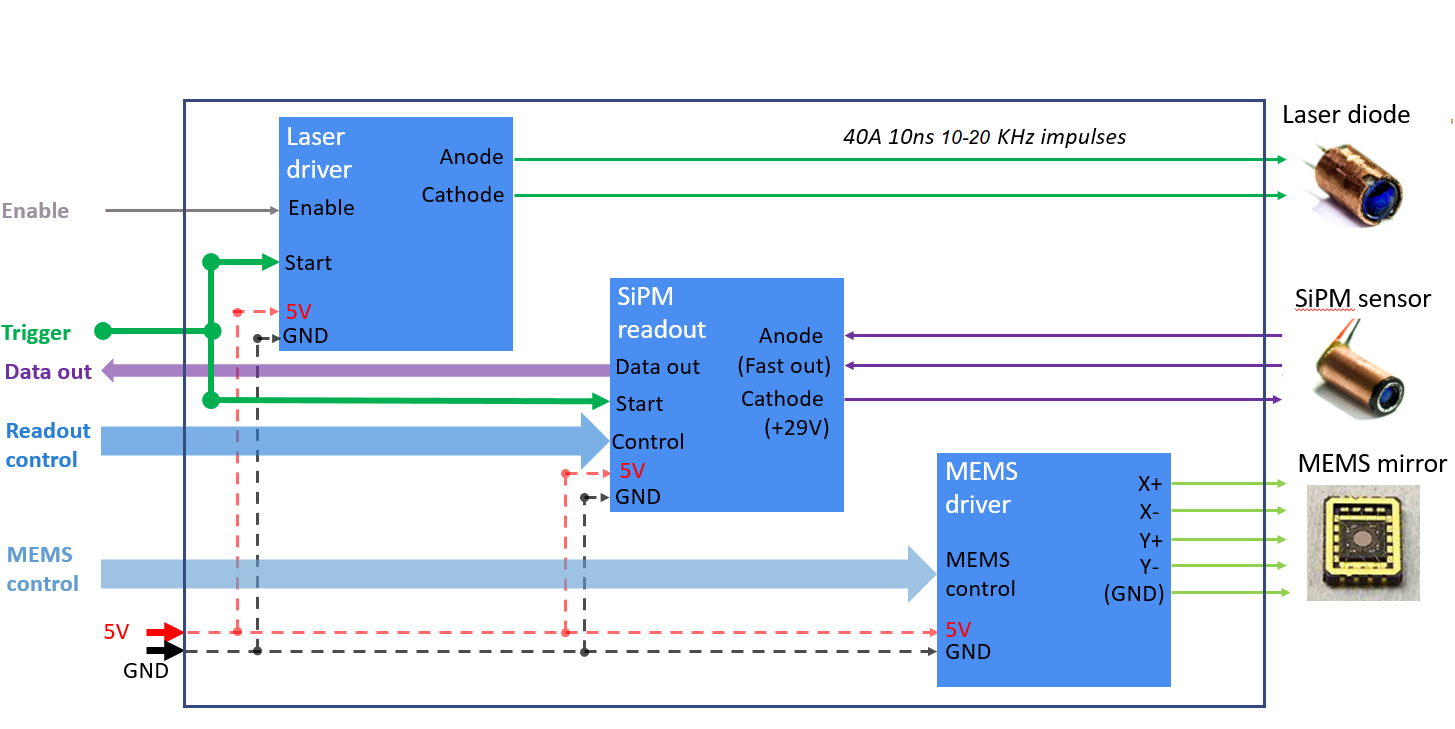 Laser diode
Laser
driver
Anode
40A 10ns 10-20 KHz impulses
Cathode
Enable
Enable
Start
5V
GND
Trigger
Data out
SiPM
readout
Anode
(Fast out)
Data out
Cathode
(+29V)
Start
Control
5V
GND
SiPM sensor
Readout
control
MEMS mirror
MEMS
driver
X+
X-
Y+
Y-
(GND)
MEMS
control
5V
GND
MEMS
control
5V
GND